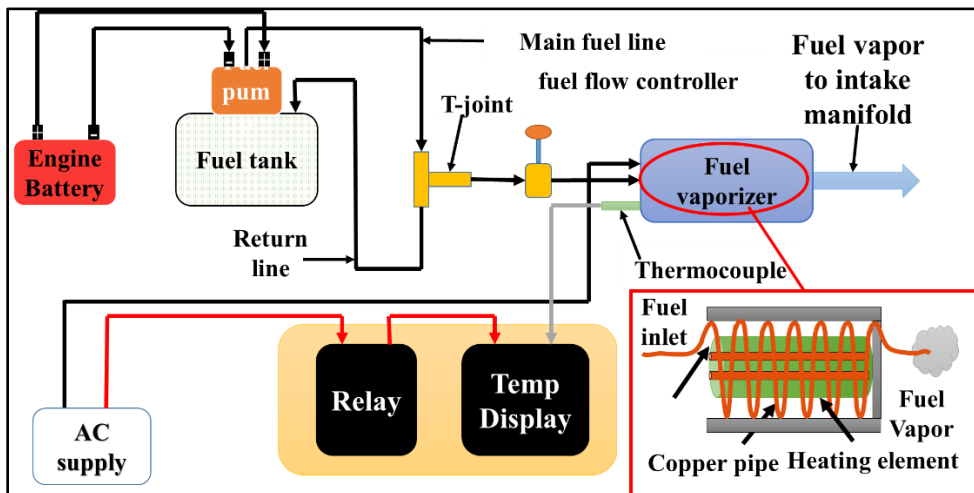 Main fuel line
fuel flow controller
Fuel vapor
to intake
manifold
pum
T-joint
Engine
Battery
Fuel tank
Fuel
vaporizer
Return
line
Thermocouple
Fuel
inlet
Relay
Temp
Display
AC
supply
Fuel
Vapor
Copper pipe
Heating element